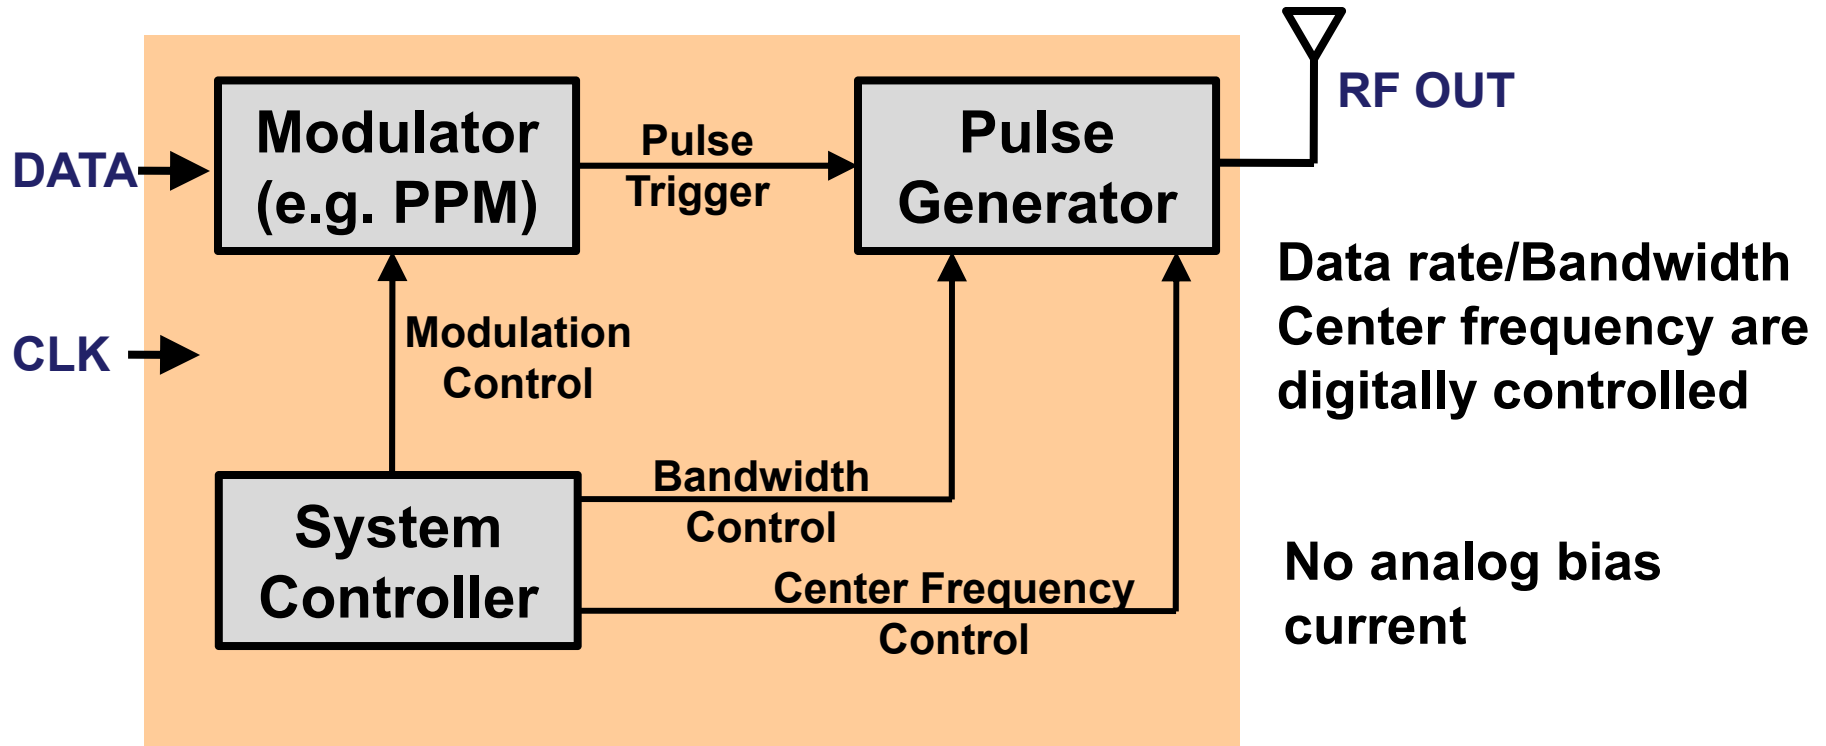 RF OUT
DATA
Modulator
(e.g. PPM)
Pulse
Trigger
Pulse
Generator
CLK
Modulation
Control
Data rate/Bandwidth
Center frequency are
digitally controlled
System
Controller
Bandwidth
Control
Center Frequency
Control
No analog bias
current